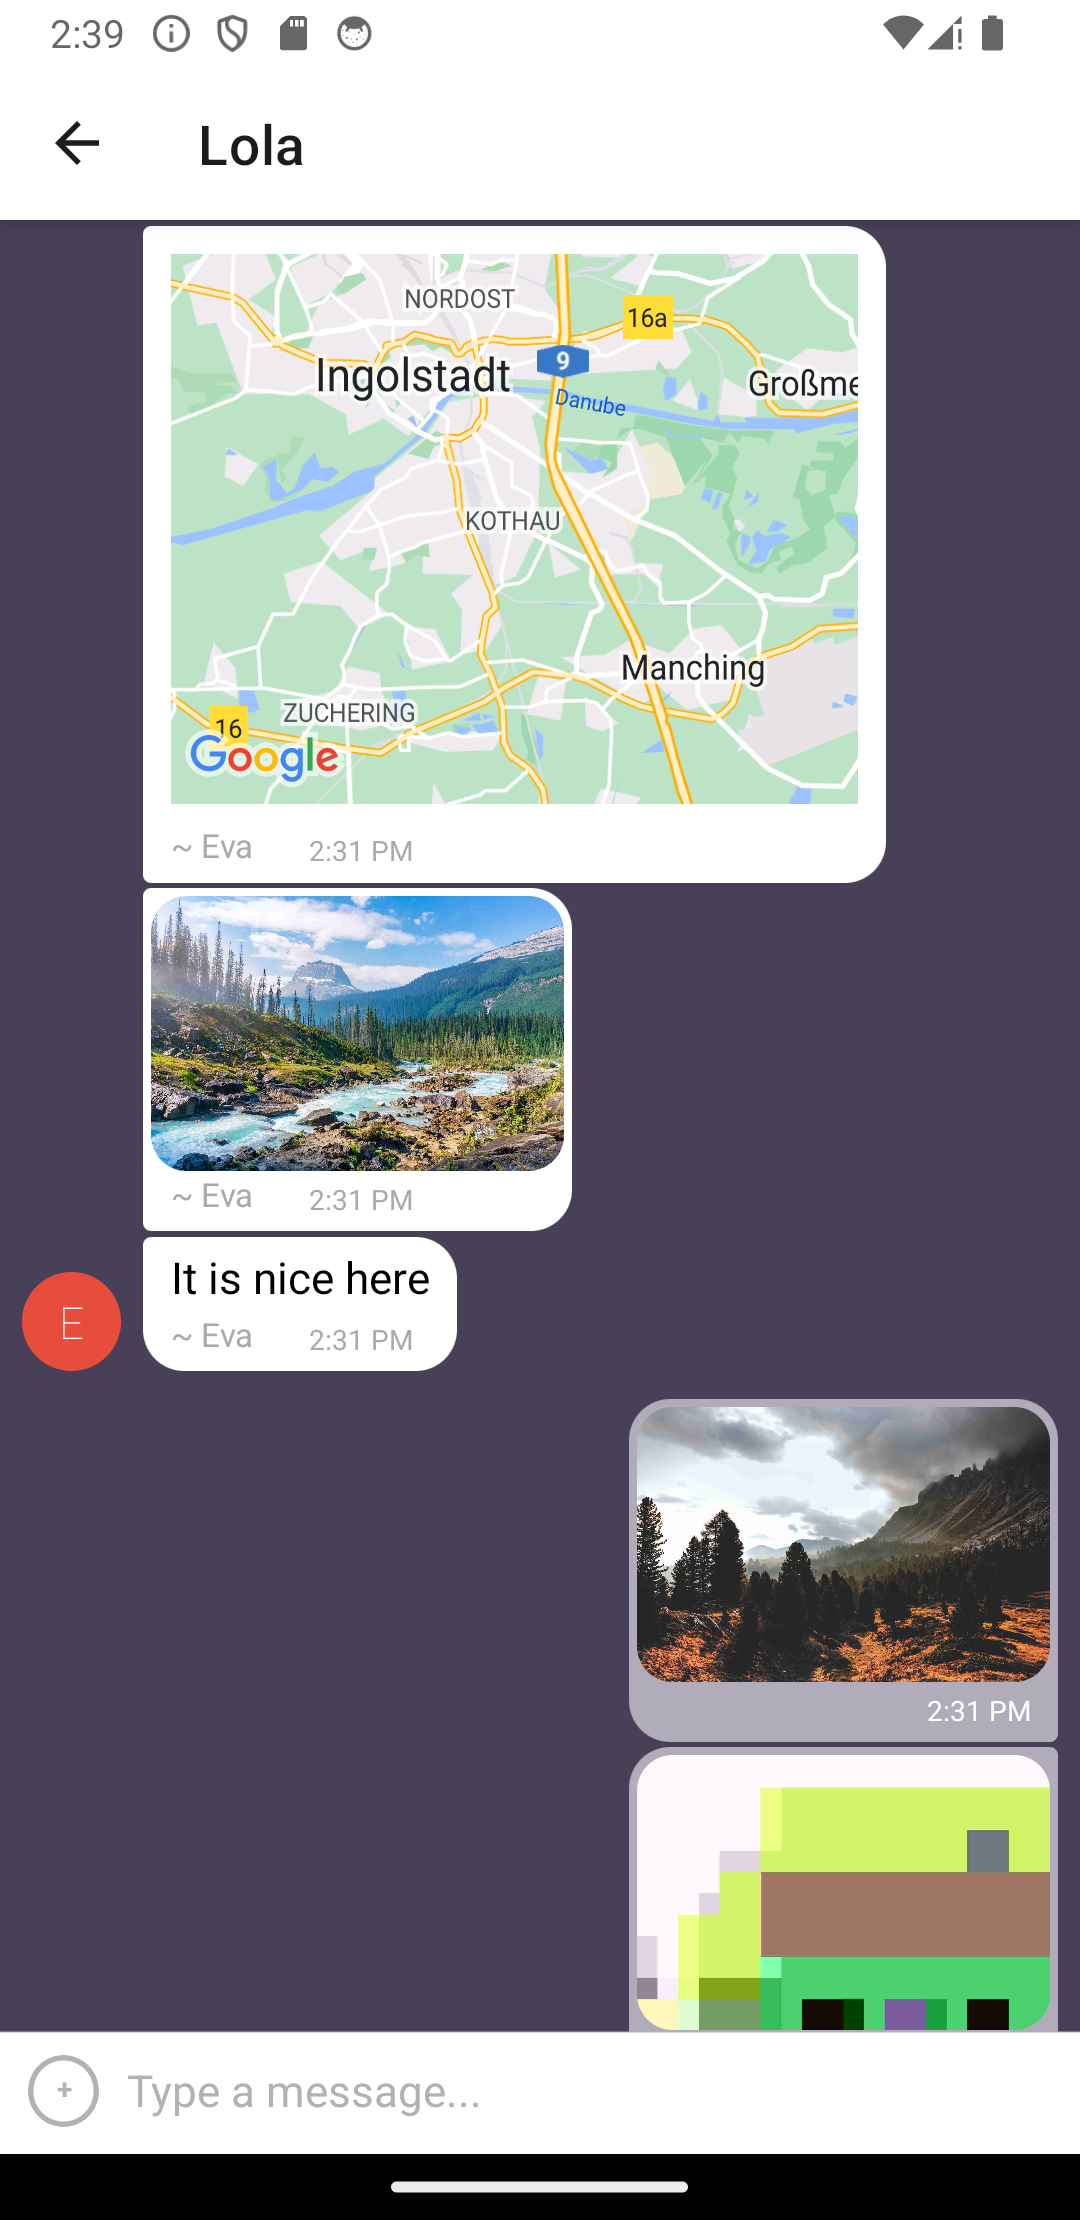 2:39
Lola
NORDOST
16a
Ingolstadt
9
Großme
Danube
KOTHAU
Manching
ZUCHERING
16
Google
~ Eva 2:31 PM
~ Eva 2:31 PM
It is nice here
E
~ Eva 2:31 PM
2:31 PM
Type a message...